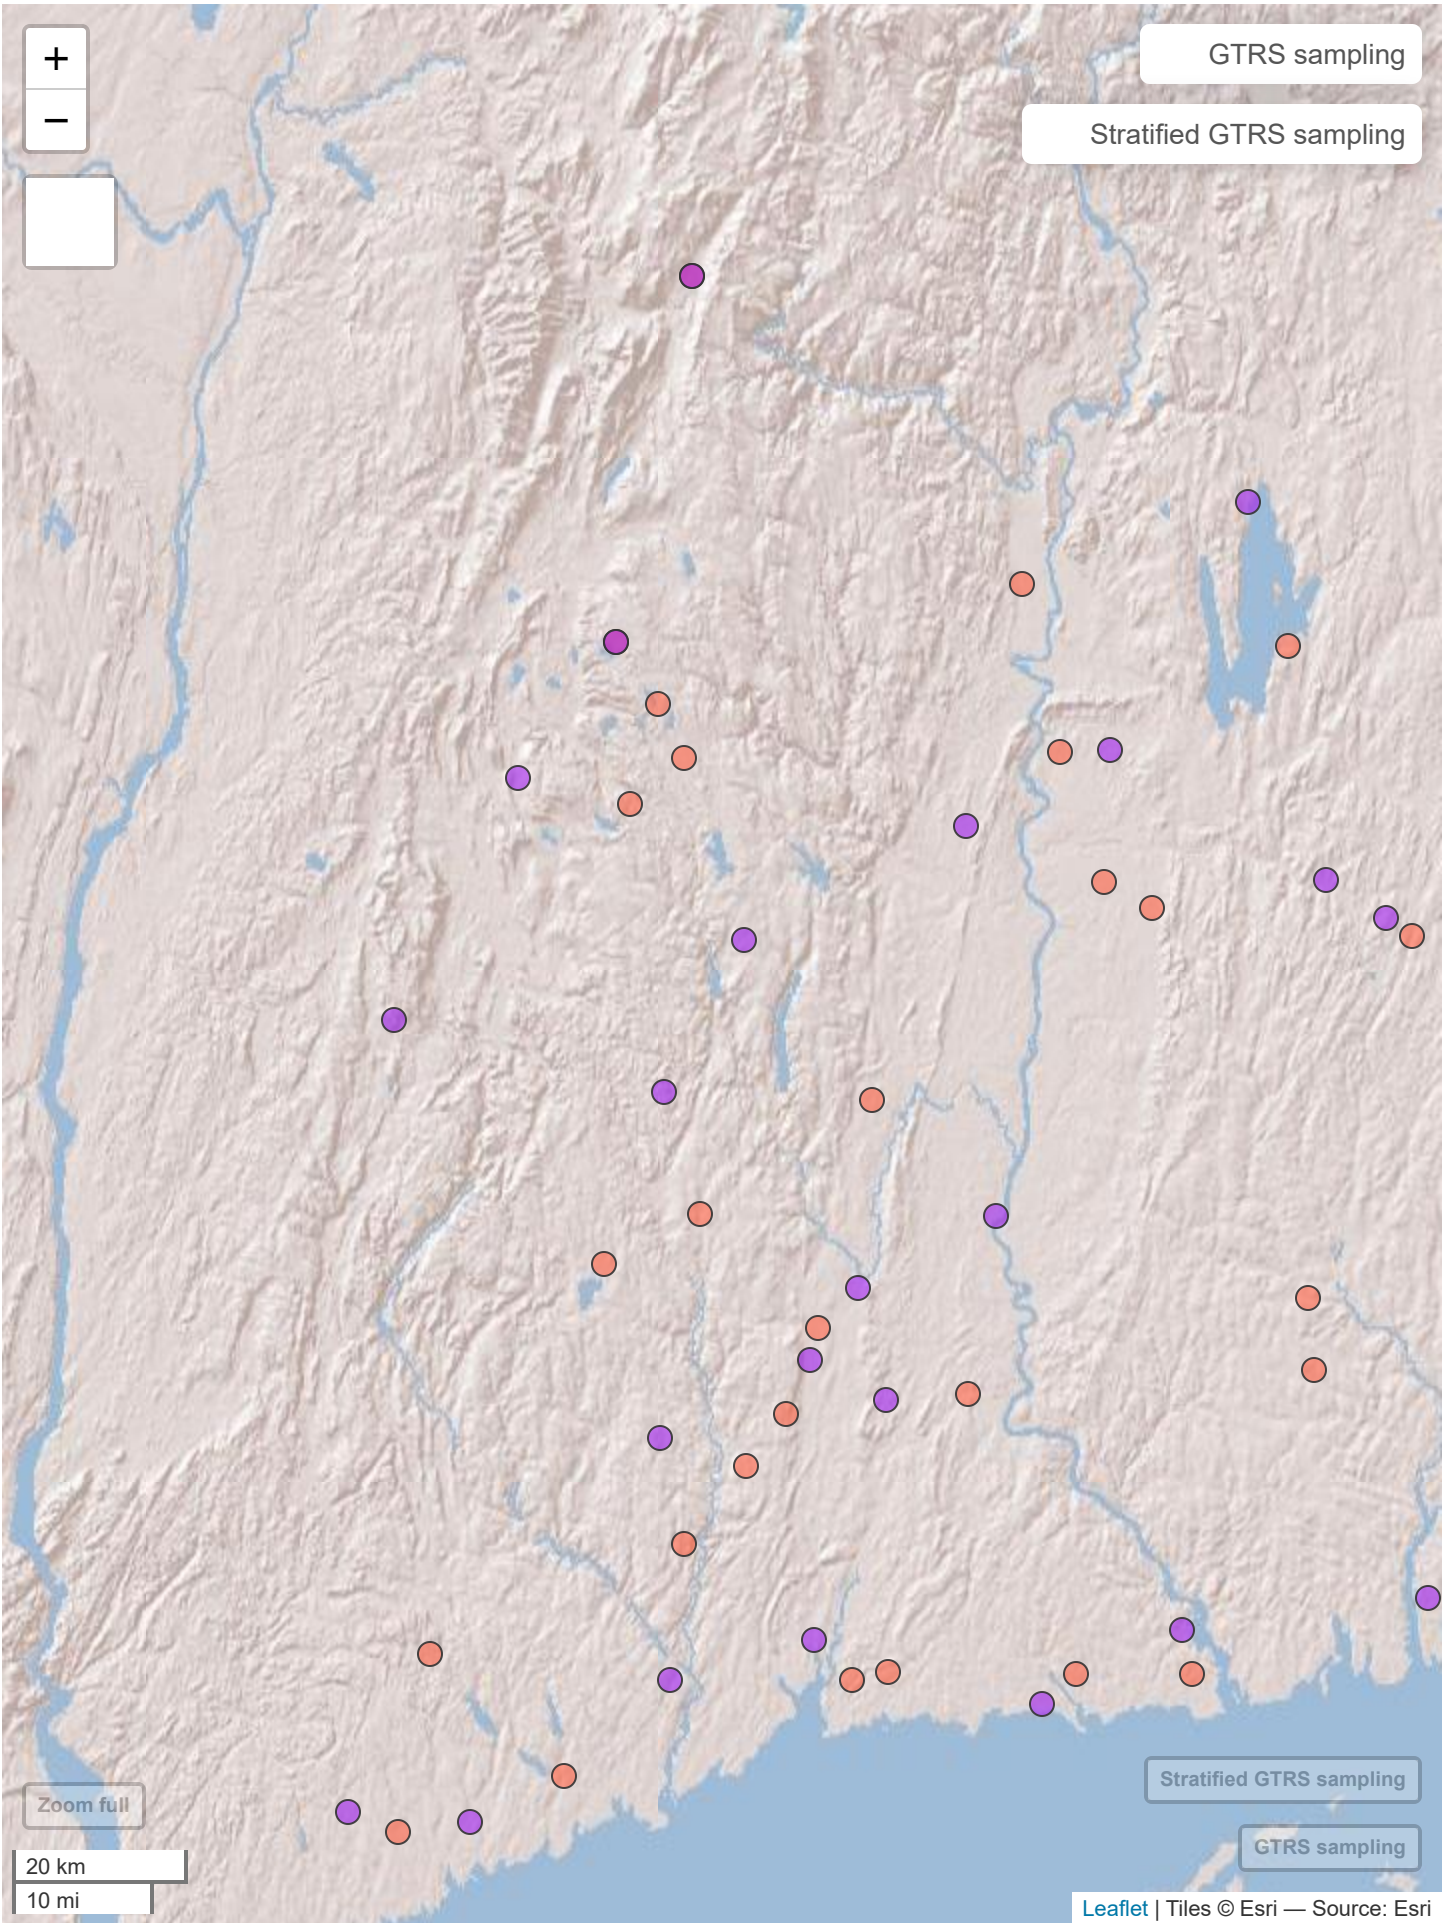 +
GTRS sampling
−
Stratified GTRS sampling
Stratified GTRS sampling
Zoom full
GTRS sampling
20 km
10 mi
Leaflet | Tiles © Esri — Source: Esri